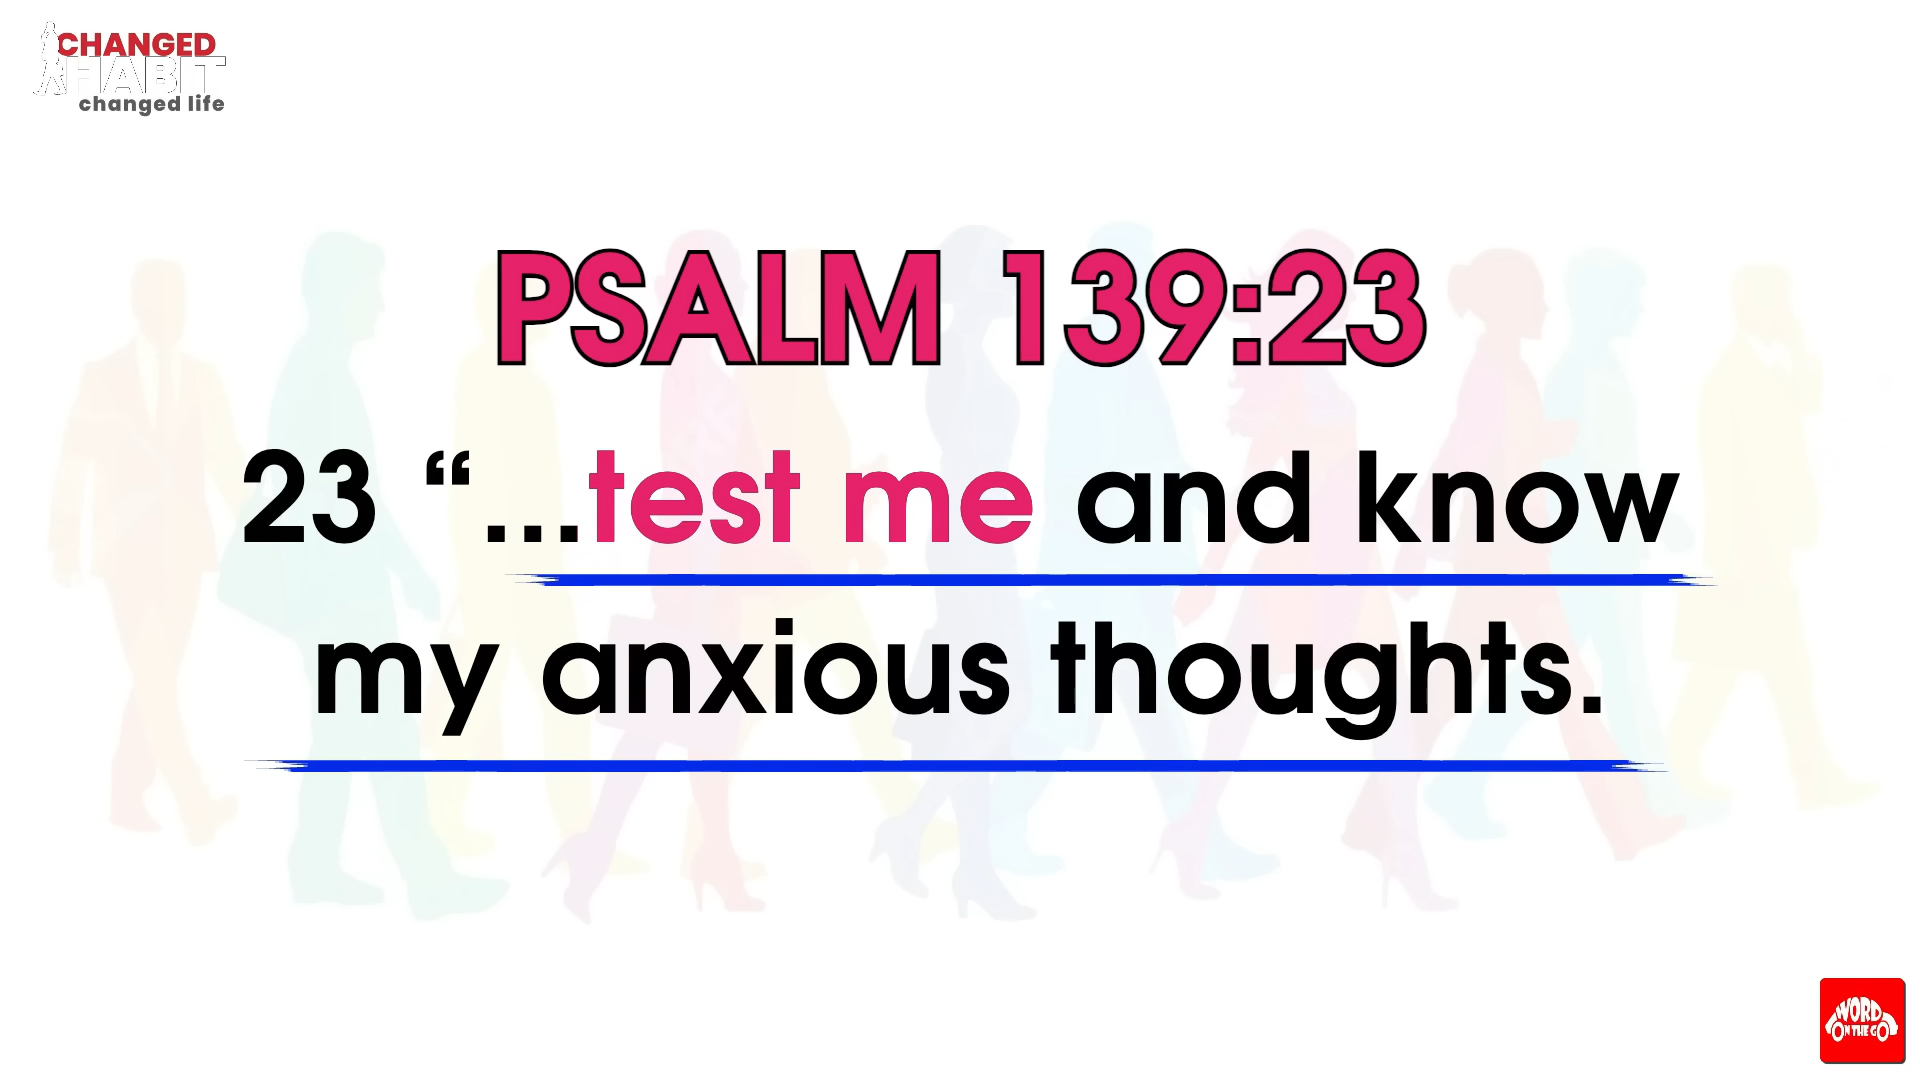 CHANGED
HABIT
changed life
PSALM 139:23
23 “...test me and know
my anxious thoughts.
WORD
ON THE GO